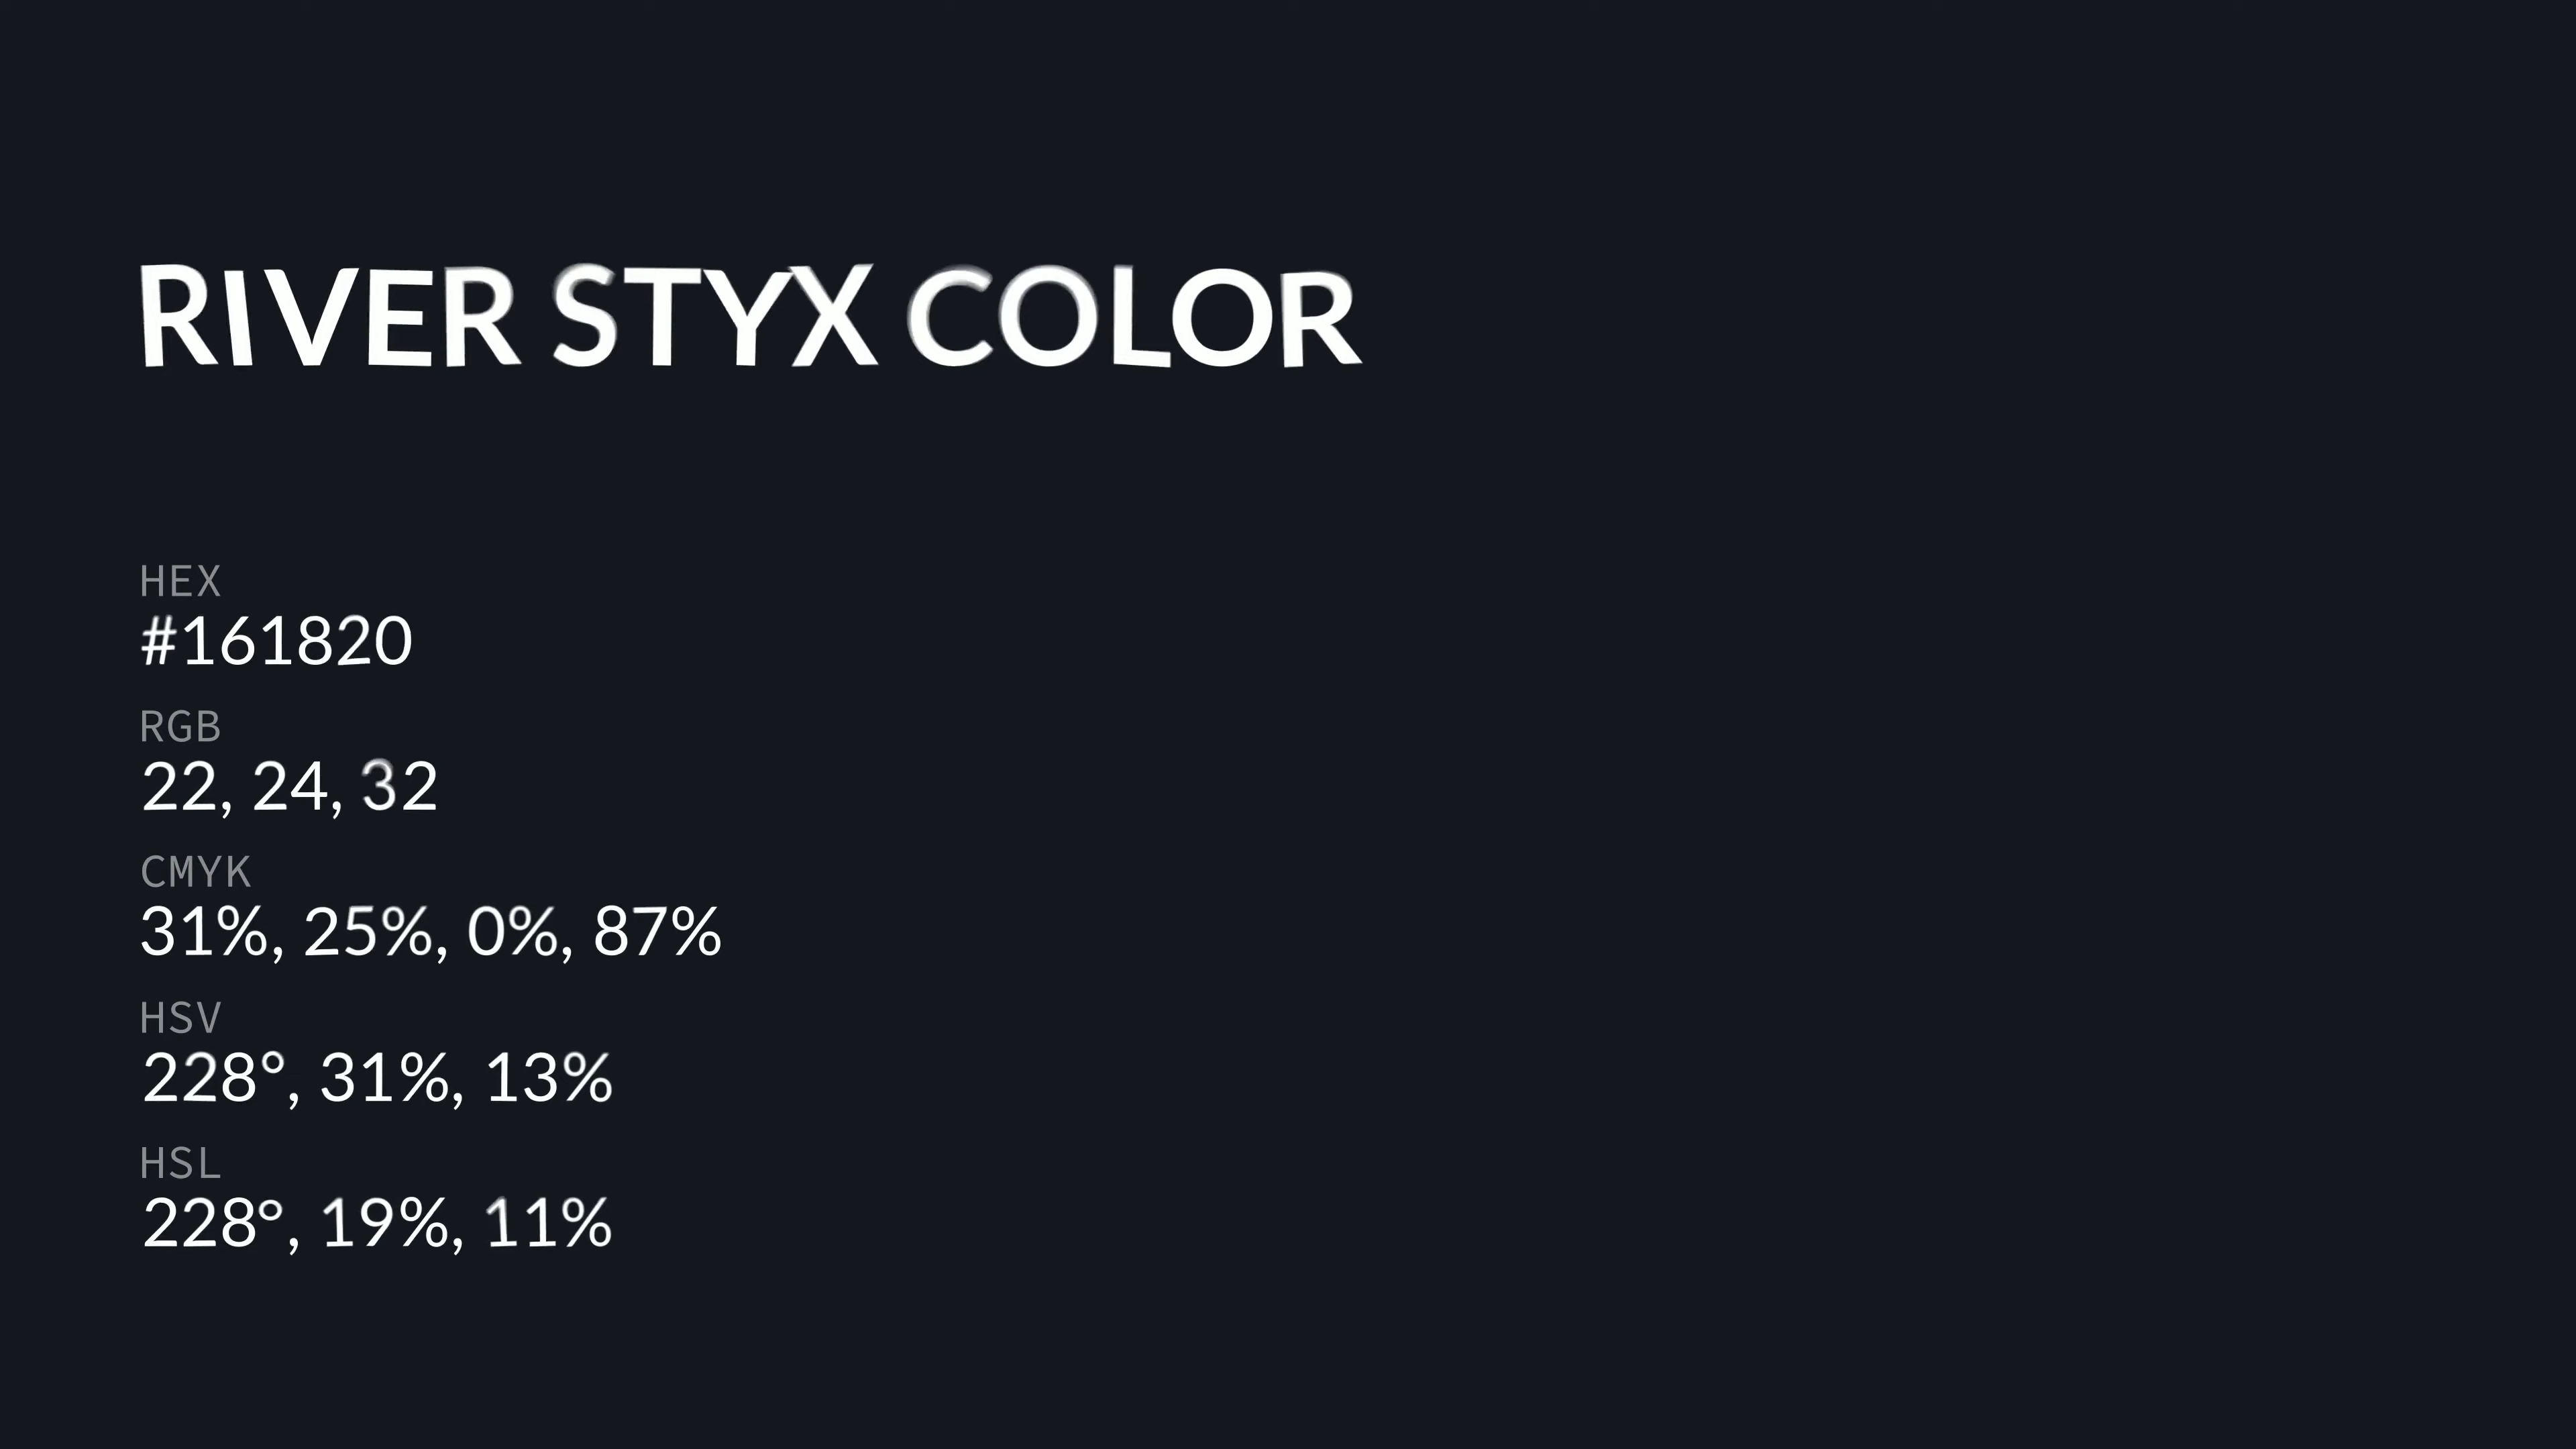 RIVER STYX COLOR
HEX
#161820
RGB
22, 24, 32
CMYK
31%, 25%, 0%, 87%
HSV
228°, 31%, 13%
HSL
228°, 19%, 11%